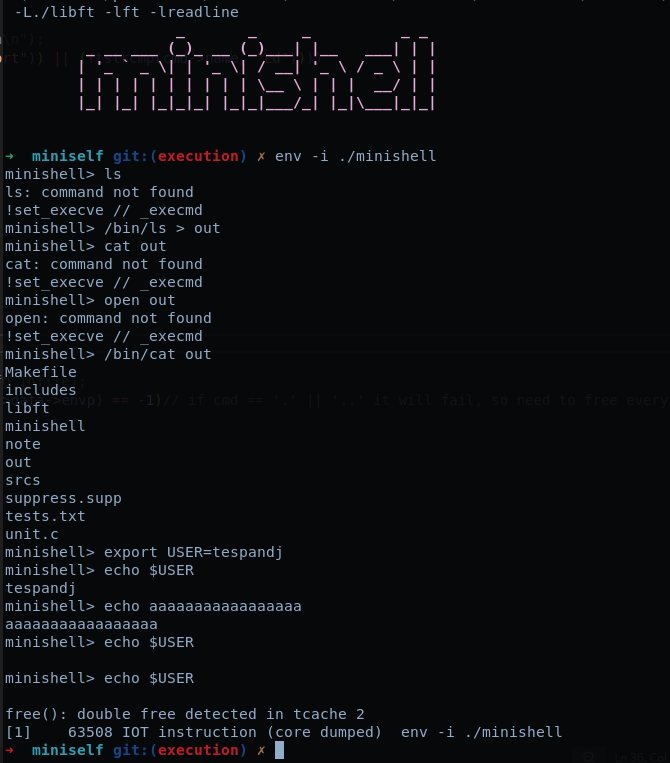 -L./libft -lft -lreadline
minishell
➜ miniself git:(execution) ✗ env -i ./minishell
minishell> ls
ls: command not found
!set_execve // _execmd
minishell> /bin/ls > out
minishell> cat out
cat: command not found
!set_execve // _execmd
minishell> open out
open: command not found
!set_execve // _execmd
minishell> /bin/cat out
Makefile
includes
libft
minishell
note
out
srcs
suppress.supp
tests.txt
unit.c
minishell> export USER=tespandj
minishell> echo $USER
tespandj
minishell> echo aaaaaaaaaaaaaaaaa
aaaaaaaaaaaaaaaaa
minishell> echo $USER
minishell> echo $USER
free(): double free detected in tcache 2
[1] 63508 IOT instruction (core dumped) env -i ./minishell
➜ miniself git:(execution) ✗